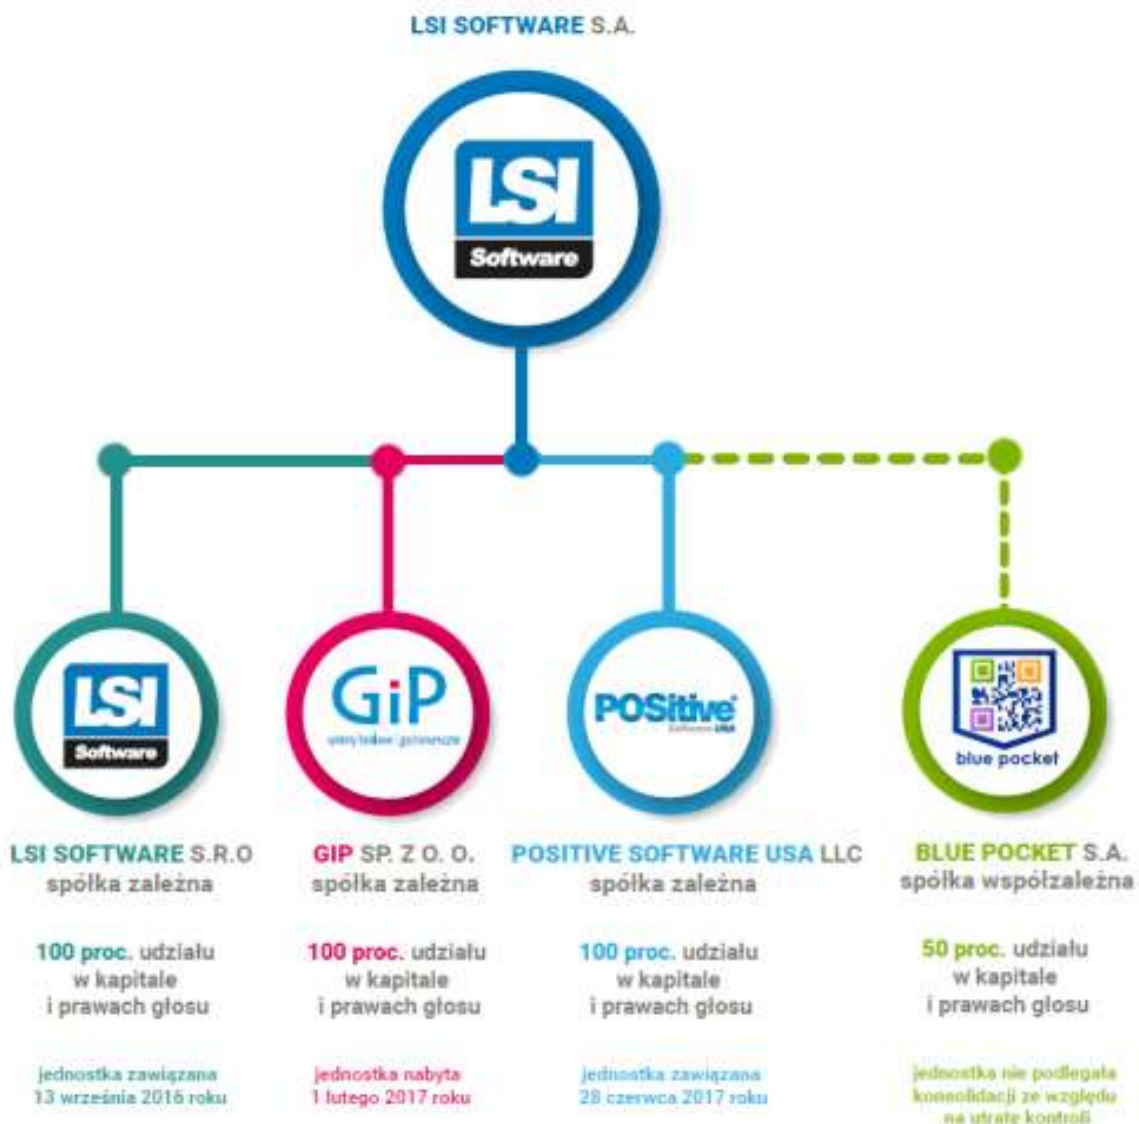 LSI SOFTWARE S.A.
LSI
Software
LSI
Software
GiP
POSitive
Software USA
blue pocket
LSI SOFTWARE S.R.O
spółka zależna
100 proc. udziału
w kapitale
i prawach głosu
jednostka zawiązana
13 września 2016 roku
GIP SP. Z O. O.
spółka zależna
100 proc. udziału
w kapitale
i prawach głosu
jednostka nabyta
1 lutego 2017 roku
POSITIVE SOFTWARE USA LLC
spółka zależna
100 proc. udziału
w kapitale
i prawach głosu
jednostka zawiązana
28 czerwca 2017 roku
BLUE POCKET S.A.
spółka współzależna
50 proc. udziału
w kapitale
i prawach głosu
jednostka nie podlegała
konsolidacji ze względu
na utratę kontroli